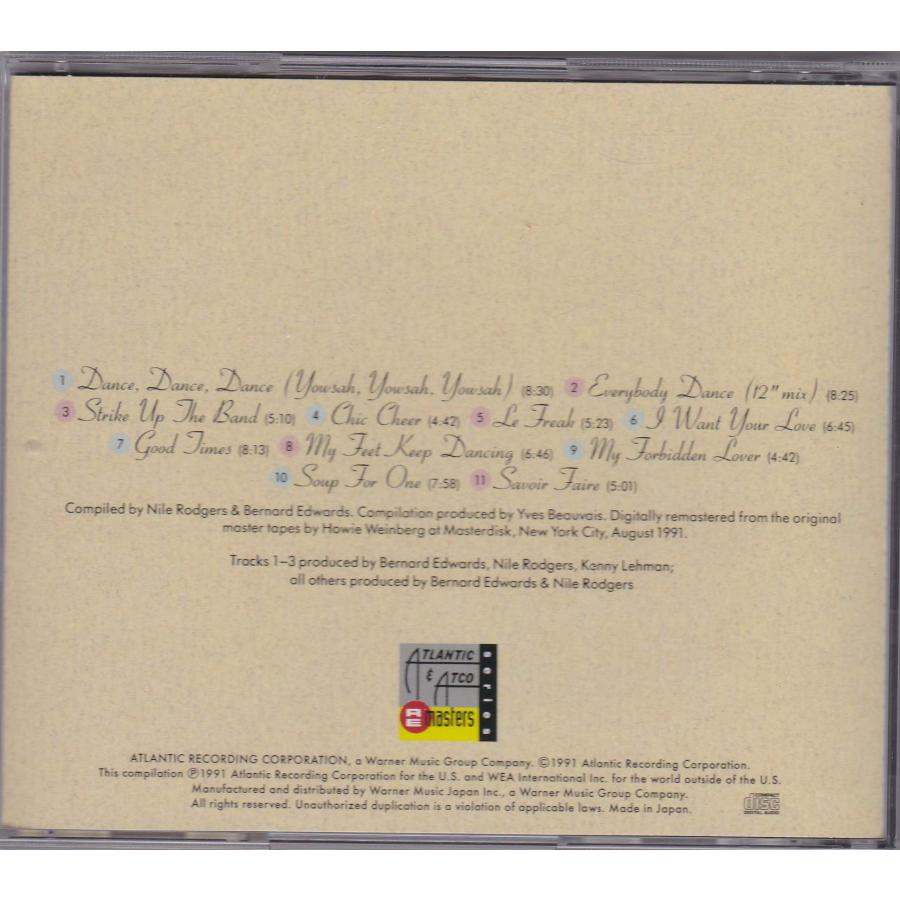 1 Dance, Dance, Dance (Yowsah, Yowsah, Yowsah) (8:30) 2 Everybody Dance (12" mix) (8:25)
3 Strike Up The Band (5:10) 4 Chic Cheer (4:42) 5 Le Freak (5:23) 6 I Want Your Love (6:45)
7 Good Times (8:13) 8 My Feet Keep Dancing (6:46) 9 My Forbidden Lover (4:42)
10 Soup For One (7:58) 11 Savoir Faire (5:01)
Compiled by Nile Rodgers & Bernard Edwards. Compilation produced by Yves Beauvais. Digitally remastered from the original
master tapes by Howie Weinberg at Masterdisk, New York City, August 1991.
Tracks 1–3 produced by Bernard Edwards, Nile Rodgers, Kenny Lehman;
all others produced by Bernard Edwards & Nile Rodgers
ATLANTIC
& ATCO
RE masters
series
ATLANTIC RECORDING CORPORATION, a Warner Music Group Company. ©1991 Atlantic Recording Corporation.
This compilation ℗1991 Atlantic Recording Corporation for the U.S. and WEA International Inc. for the world outside of the U.S.
Manufactured and distributed by Warner Music Japan Inc., a Warner Music Group Company.
All rights reserved. Unauthorized duplication is a violation of applicable laws. Made in Japan.
COMPACT
disc
DIGITAL AUDIO